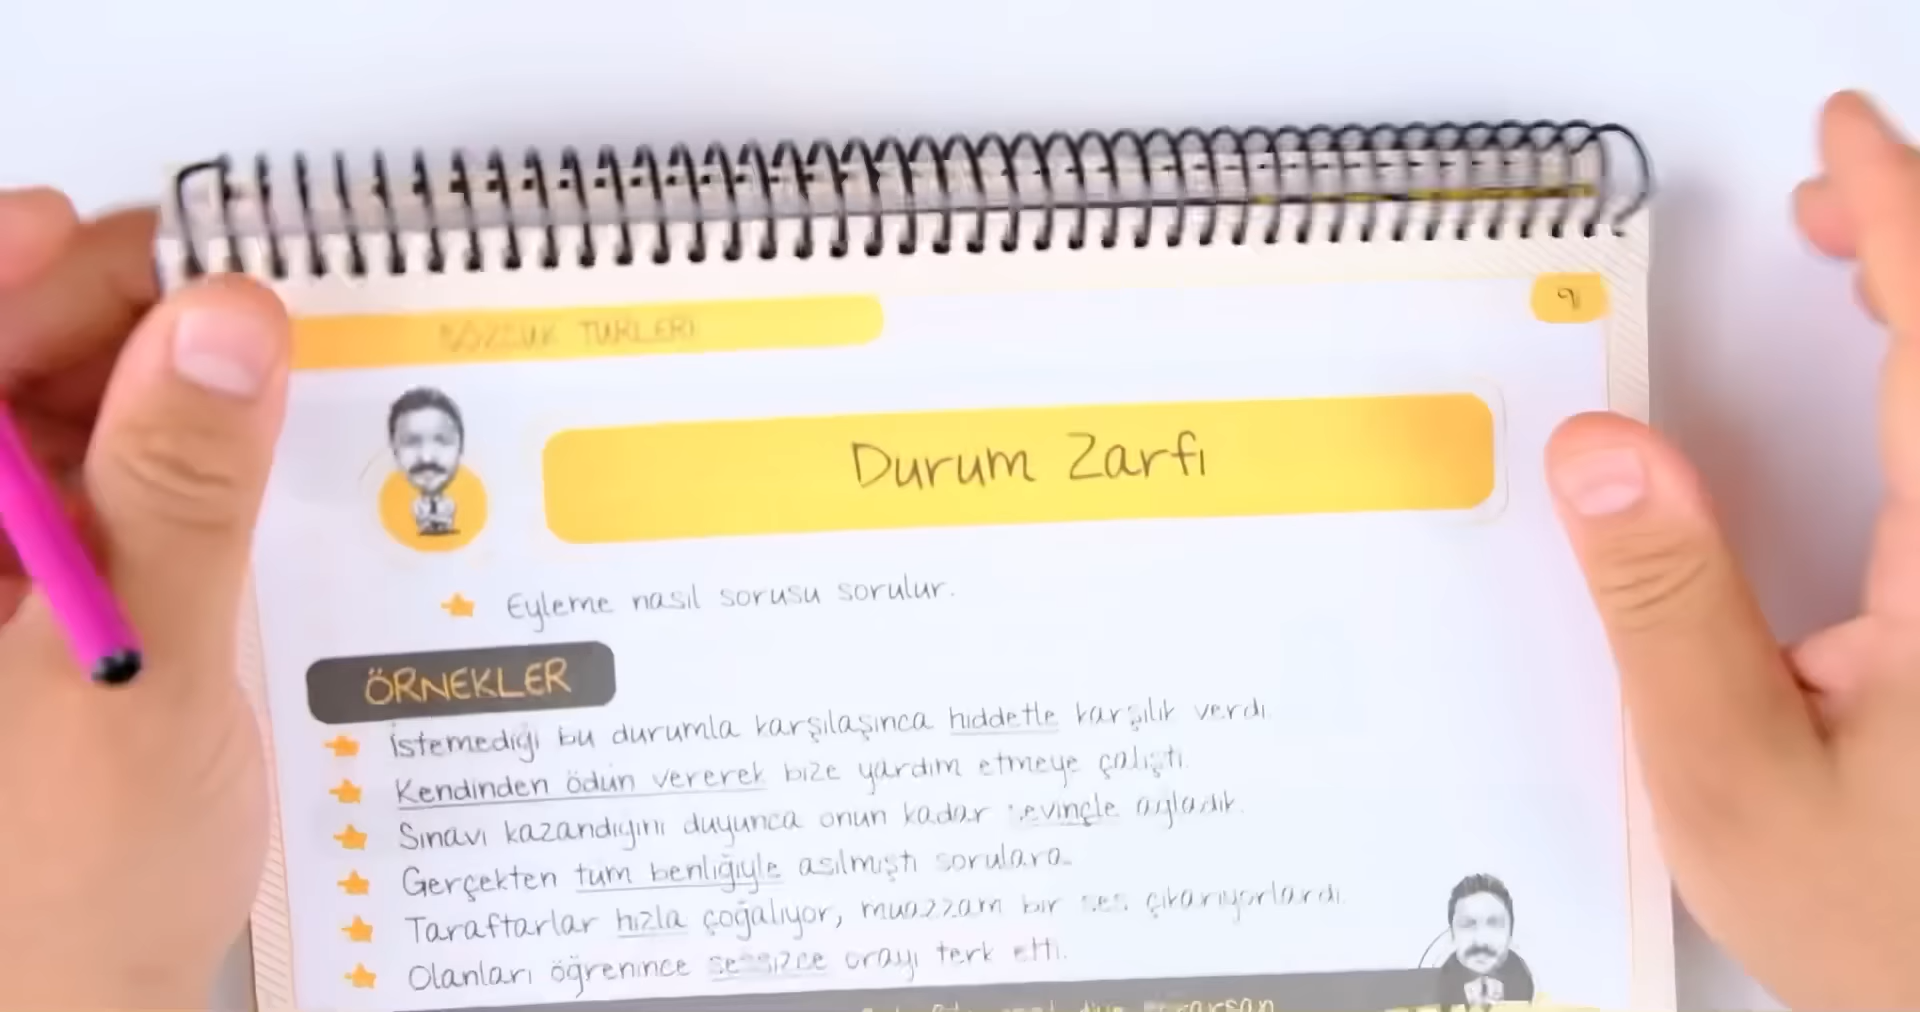 SÖZCÜK TÜRLERİ
9
Durum Zarfı
Eyleme nasıl sorusu sorulur.
ÖRNEKLER
İstemediği bu durumla karşılaşınca hiddetle karşılık verdi.
Kendinden ödün vererek bize yardım etmeye çalıştı.
Sınavı kazandığını duyunca onun kadar sevinçle ağladık.
Gerçekten tüm benliğiyle asılmıştı sorulara.
Taraftarlar hızla çoğalıyor, muazzam bir ses çıkarıyorlardı.
Olanları öğrenince sessizce orayı terk etti.